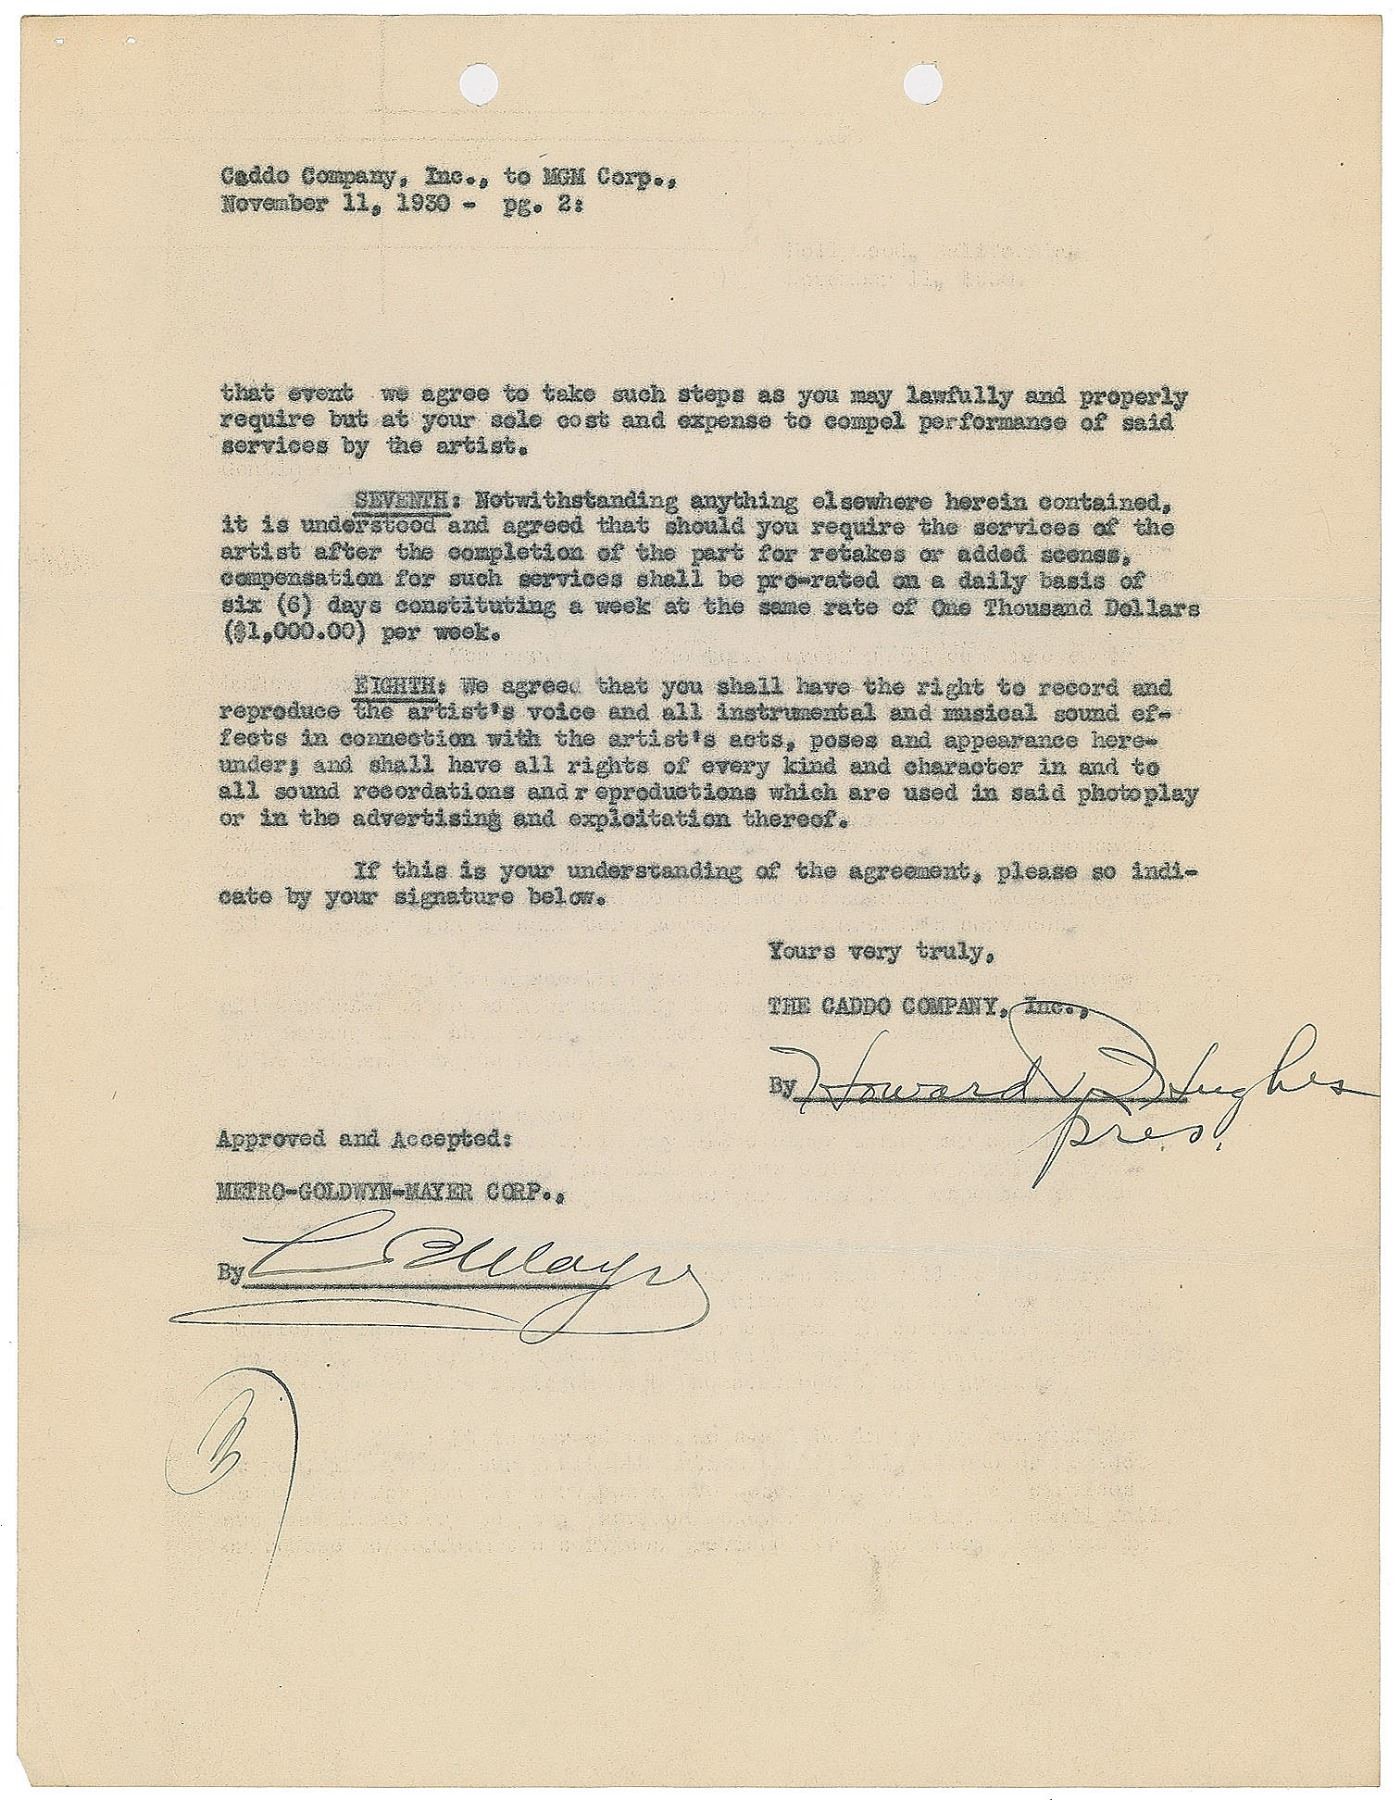 Caddo Company, Inc., to MGM Corp.,
November 11, 1930 - pg. 2:
that event we agree to take such steps as you may lawfully and properly
require but at your sole cost and expense to compel performance of said
services by the artist.
SEVENTH: Notwithstanding anything elsewhere herein contained,
it is understood and agreed that should you require the services of the
artist after the completion of the part for retakes or added scenes,
compensation for such services shall be pro-rated on a daily basis of
six (6) days constituting a week at the same rate of One Thousand Dollars
($1,000.00) per week.
EIGHTH: We agreed that you shall have the right to record and
reproduce the artist's voice and all instrumental and musical sound ef-
fects in connection with the artist's acts, poses and appearance here-
under; and shall have all rights of every kind and character in and to
all sound recordations and r eproductions which are used in said photoplay
or in the advertising and exploitation thereof.
If this is your understanding of the agreement, please so indi-
cate by your signature below.
Yours very truly,
THE CADDO COMPANY, Inc.,
By Howard R Hughes
pres.
Approved and Accepted:
METRO-GOLDWYN-MAYER CORP.,
By L B Mayer